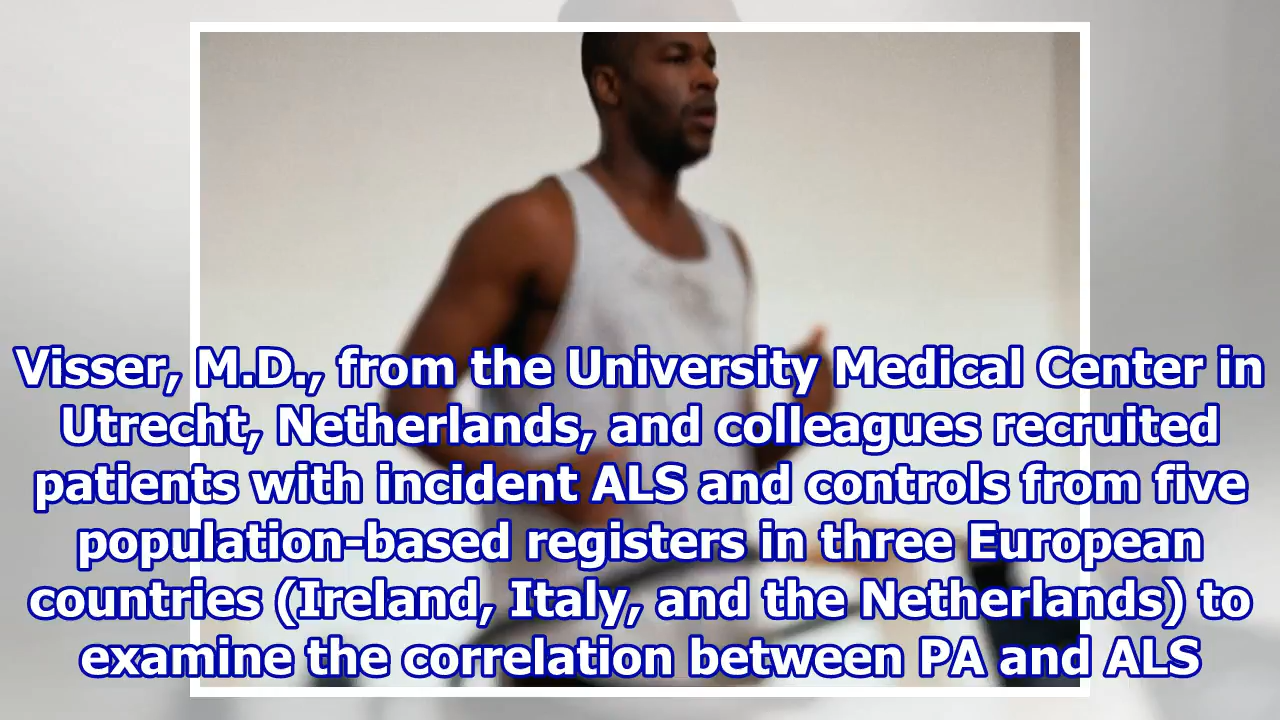 Visser, M.D., from the University Medical Center in
Utrecht, Netherlands, and colleagues recruited
patients with incident ALS and controls from five
population-based registers in three European
countries (Ireland, Italy, and the Netherlands) to
examine the correlation between PA and ALS